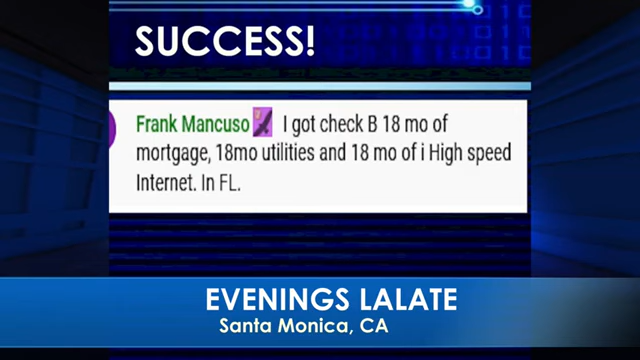 SUCCESS!
Frank Mancuso I got check B 18 mo of
mortgage, 18mo utilities and 18 mo of i High speed
Internet. In FL.
EVENINGS LALATE
Santa Monica, CA